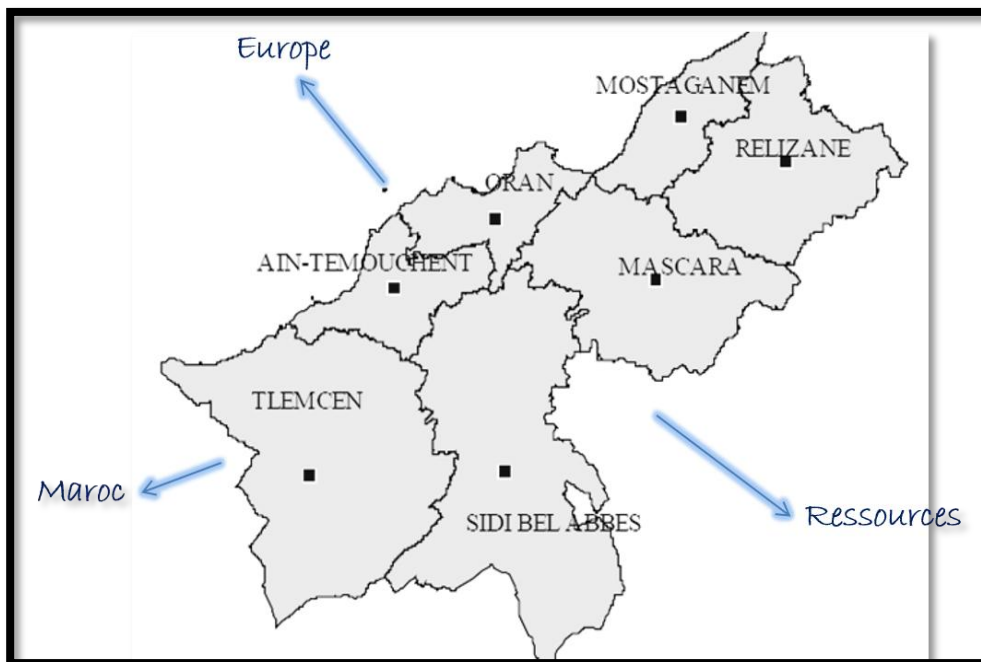 Europe
MOSTAGANEM
RELIZANE
ORAN
AIN-TEMOUCHENT
MASCARA
TLEMCEN
Maroc
SIDI BEL ABBES
Ressources